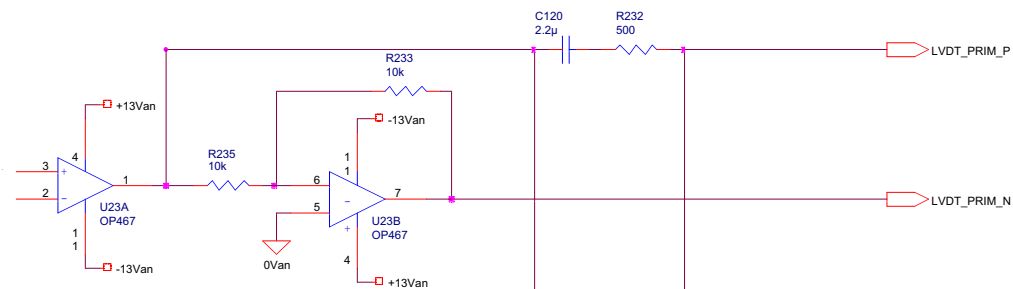 C120
2.2µ
R232
500
LVDT_PRIM_P
R233
10k
+13Van
-13Van
4
3
+
2
-
1
U23A
OP467
1
1
-13Van
R235
10k
1
1
6
-
5
+
7
U23B
OP467
4
0Van
+13Van
LVDT_PRIM_N